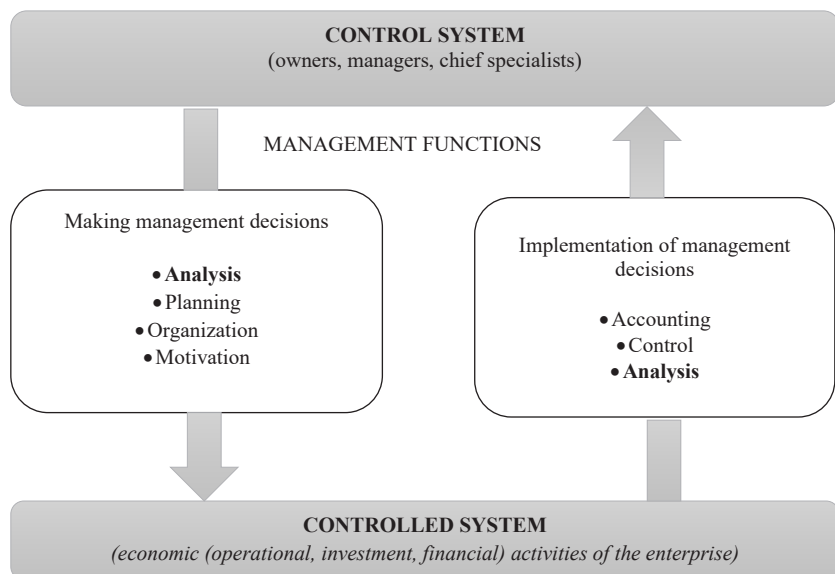 CONTROL SYSTEM
(owners, managers, chief specialists)
MANAGEMENT FUNCTIONS
Making management decisions
• Analysis
• Planning
• Organization
• Motivation
Implementation of management
decisions
• Accounting
• Control
• Analysis
CONTROLLED SYSTEM
(economic (operational, investment, financial) activities of the enterprise)